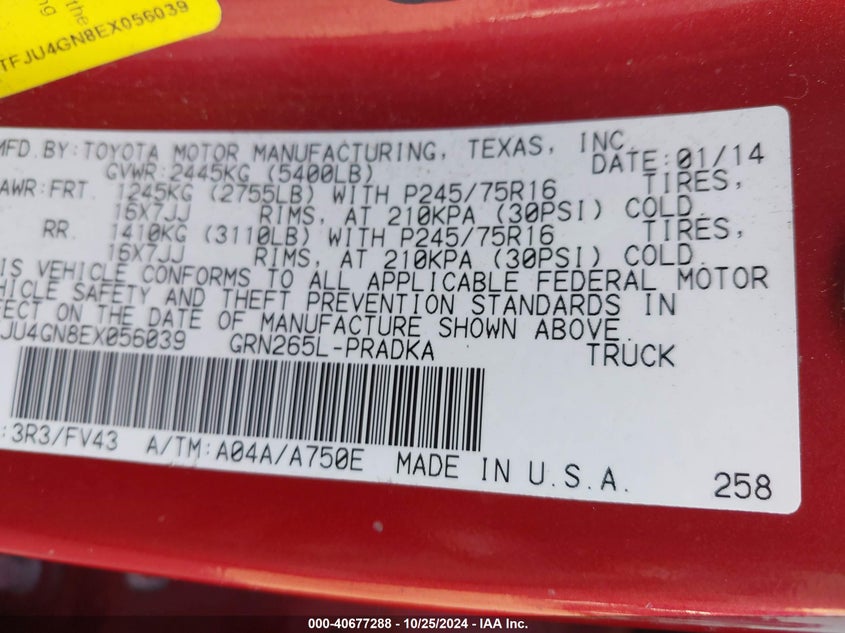 the
ng
TFJU4GN8EX056039
MFD.BY:TOYOTA MOTOR MANUFACTURING, TEXAS, INC.
GVWR:2445KG (5400LB) DATE:01/14
AWR:FRT. 1245KG (2755LB) WITH P245/75R16 TIRES,
16X7JJ RIMS, AT 210KPA (30PSI) COLD.
RR. 1410KG (3110LB) WITH P245/75R16 TIRES,
16X7JJ RIMS, AT 210KPA (30PSI) COLD.
IS VEHICLE CONFORMS TO ALL APPLICABLE FEDERAL MOTOR
HICLE SAFETY AND THEFT PREVENTION STANDARDS IN
FECT ON THE DATE OF MANUFACTURE SHOWN ABOVE.
JU4GN8EX056039 GRN265L-PRADKA TRUCK
:3R3/FV43 A/TM:A04A/A750E MADE IN U.S.A. 258
000-40677288 - 10/25/2024 - IAA Inc.